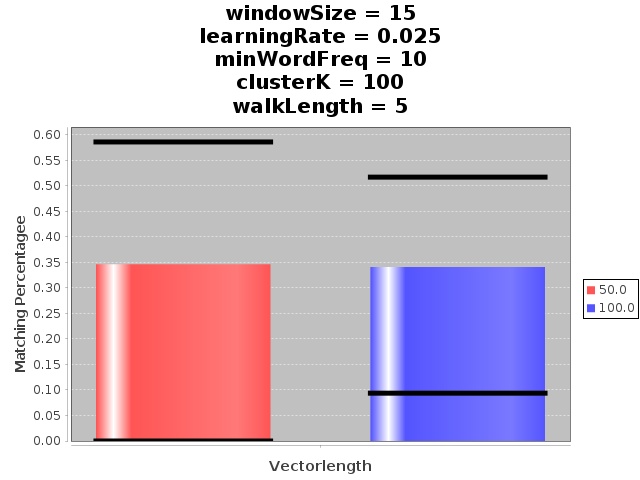 windowSize = 15
learningRate = 0.025
minWordFreq = 10
clusterK = 100
walkLength = 5
0.60
0.55
0.50
0.45
0.40
0.35
0.30
0.25
0.20
0.15
0.10
0.05
0.00
Matching Percentagee
Vectorlength
50.0
100.0